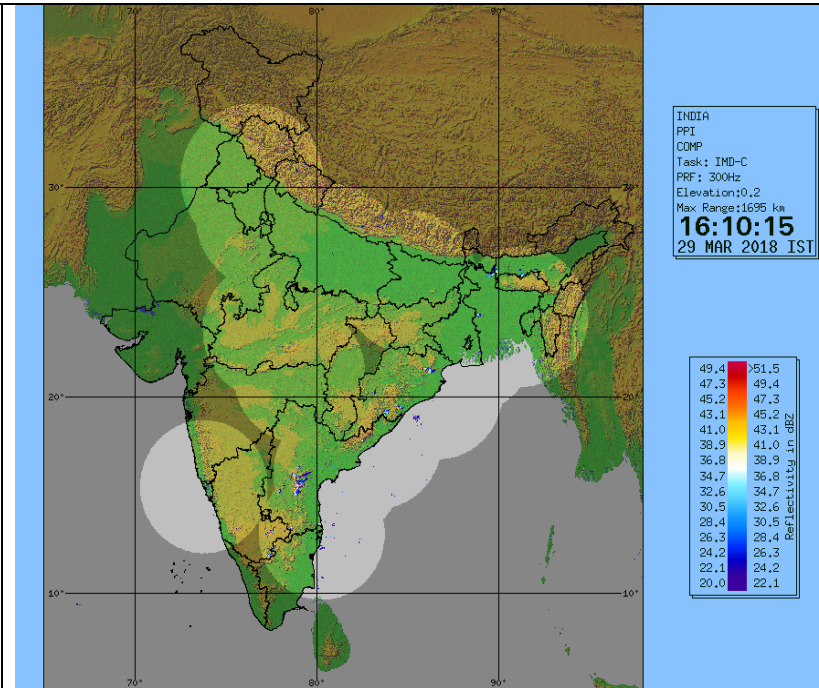 70° 80° 90°
INDIA
PPI
COMP
Task: IMD-C
PRF: 300Hz
Elevation:0.2
Max Range:1695 km
16:10:15
29 MAR 2018 IST
30° 30°
20° 20°
10° 10°
70° 80° 90°
49.4 >51.5
47.3 49.4
45.2 47.3
43.1 45.2
41.0 43.1
38.9 41.0
36.8 38.9
34.7 36.8
32.6 34.7
30.5 32.6
28.4 30.5
26.3 28.4
24.2 26.3
22.1 24.2
20.0 22.1
Reflectivity in dBZ